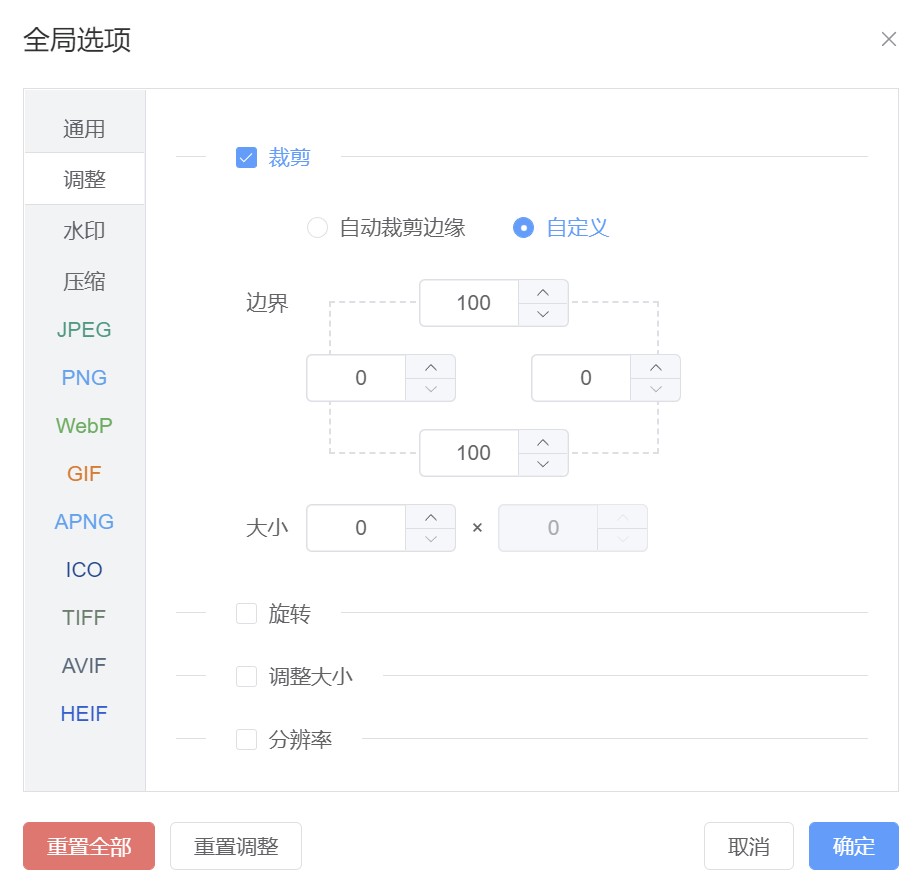 全局选项
通用
调整
水印
压缩
JPEG
PNG
WebP
GIF
APNG
ICO
TIFF
AVIF
HEIF
裁剪
自动裁剪边缘 自定义
边界
100
0 0
100
大小 0 × 0
旋转
调整大小
分辨率
重置全部 重置调整 取消 确定